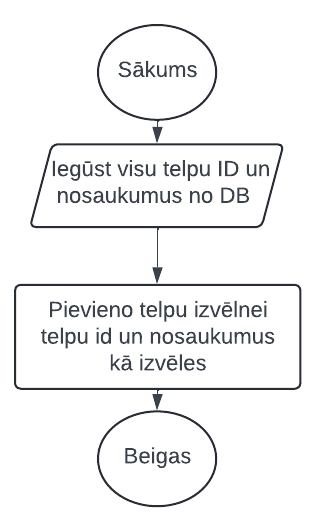 Sākums
Iegūst visu telpu ID un
nosaukumus no DB
Pievieno telpu izvēlnei
telpu id un nosaukumus
kā izvēles
Beigas